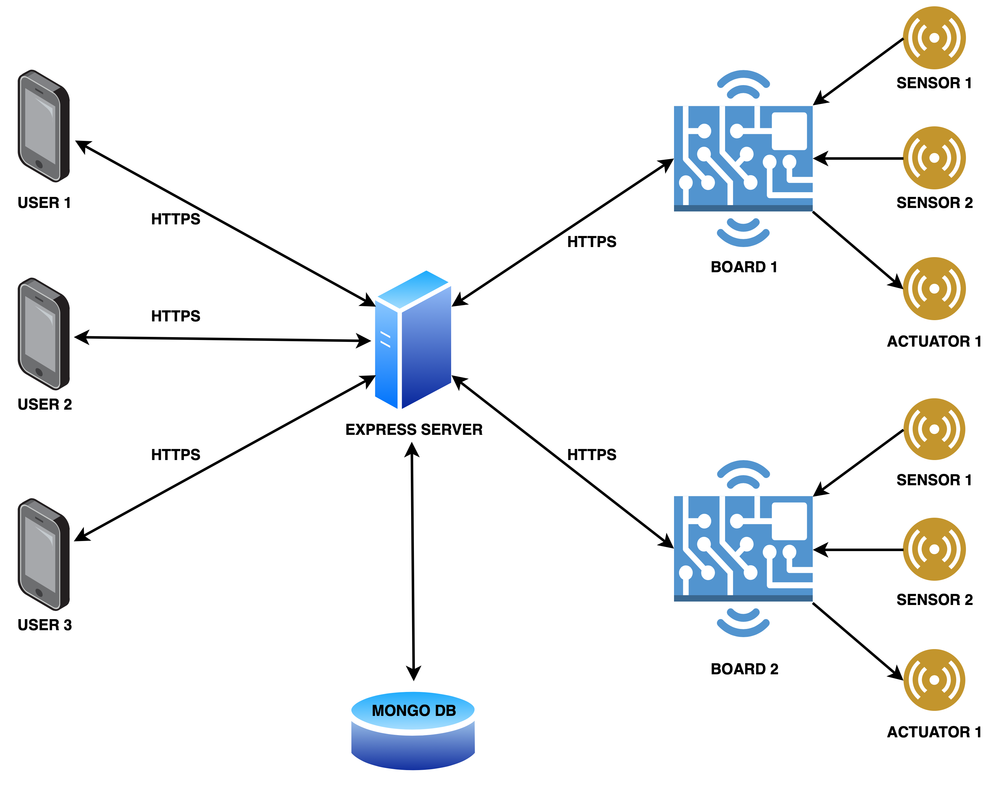 USER 1
HTTPS
USER 2
HTTPS
USER 3
HTTPS
EXPRESS SERVER
MONGO DB
HTTPS
HTTPS
BOARD 1
SENSOR 1
SENSOR 2
ACTUATOR 1
BOARD 2
SENSOR 1
SENSOR 2
ACTUATOR 1